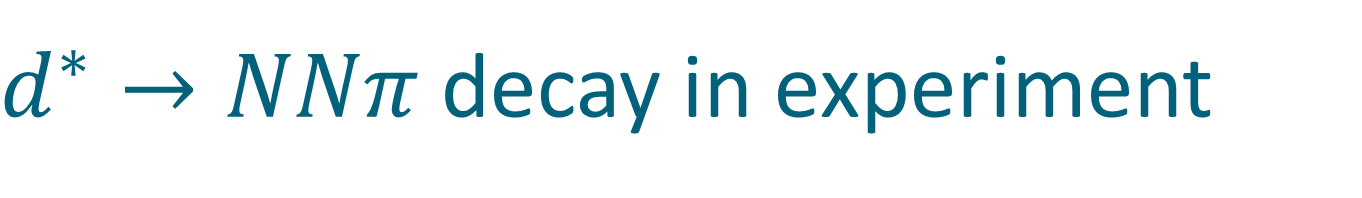 d* → NNπ decay in experiment